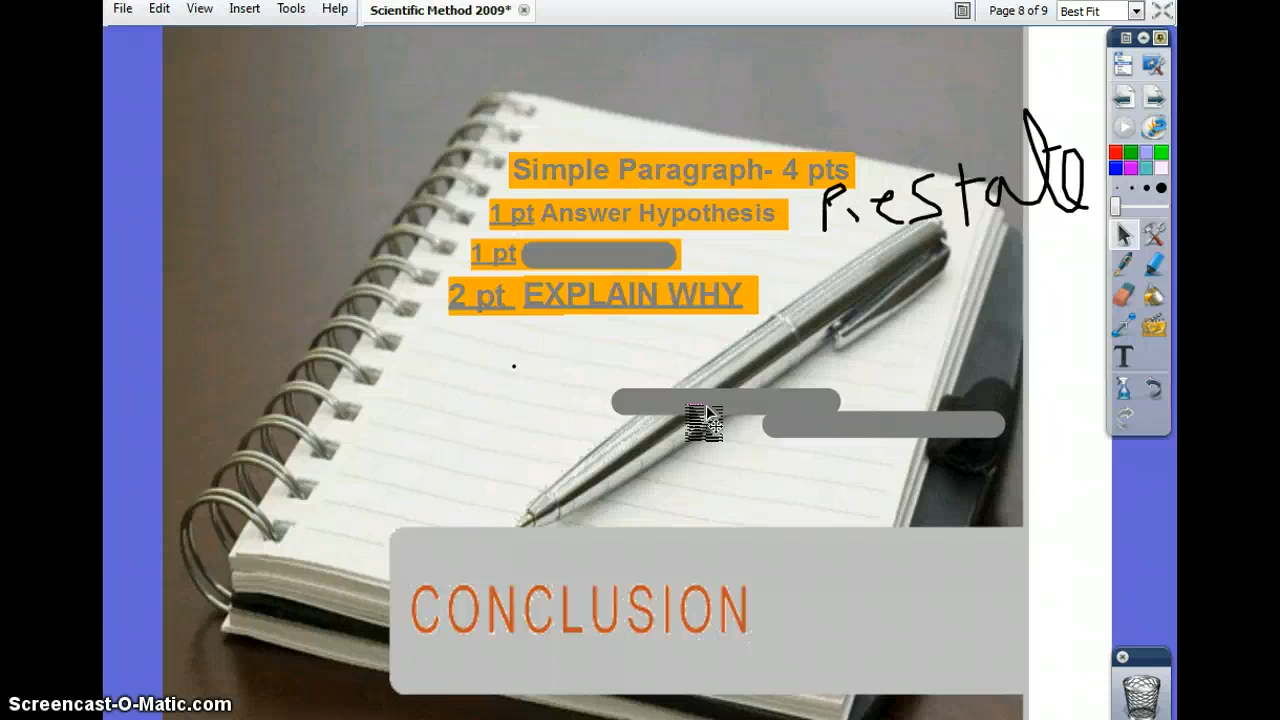 File Edit View Insert Tools Help
Scientific Method 2009*
Page 8 of 9
Best Fit
Simple Paragraph- 4 pts
1 pt Answer Hypothesis
1 pt
2 pt EXPLAIN WHY
CONCLUSION
T
Screencast-O-Matic.com